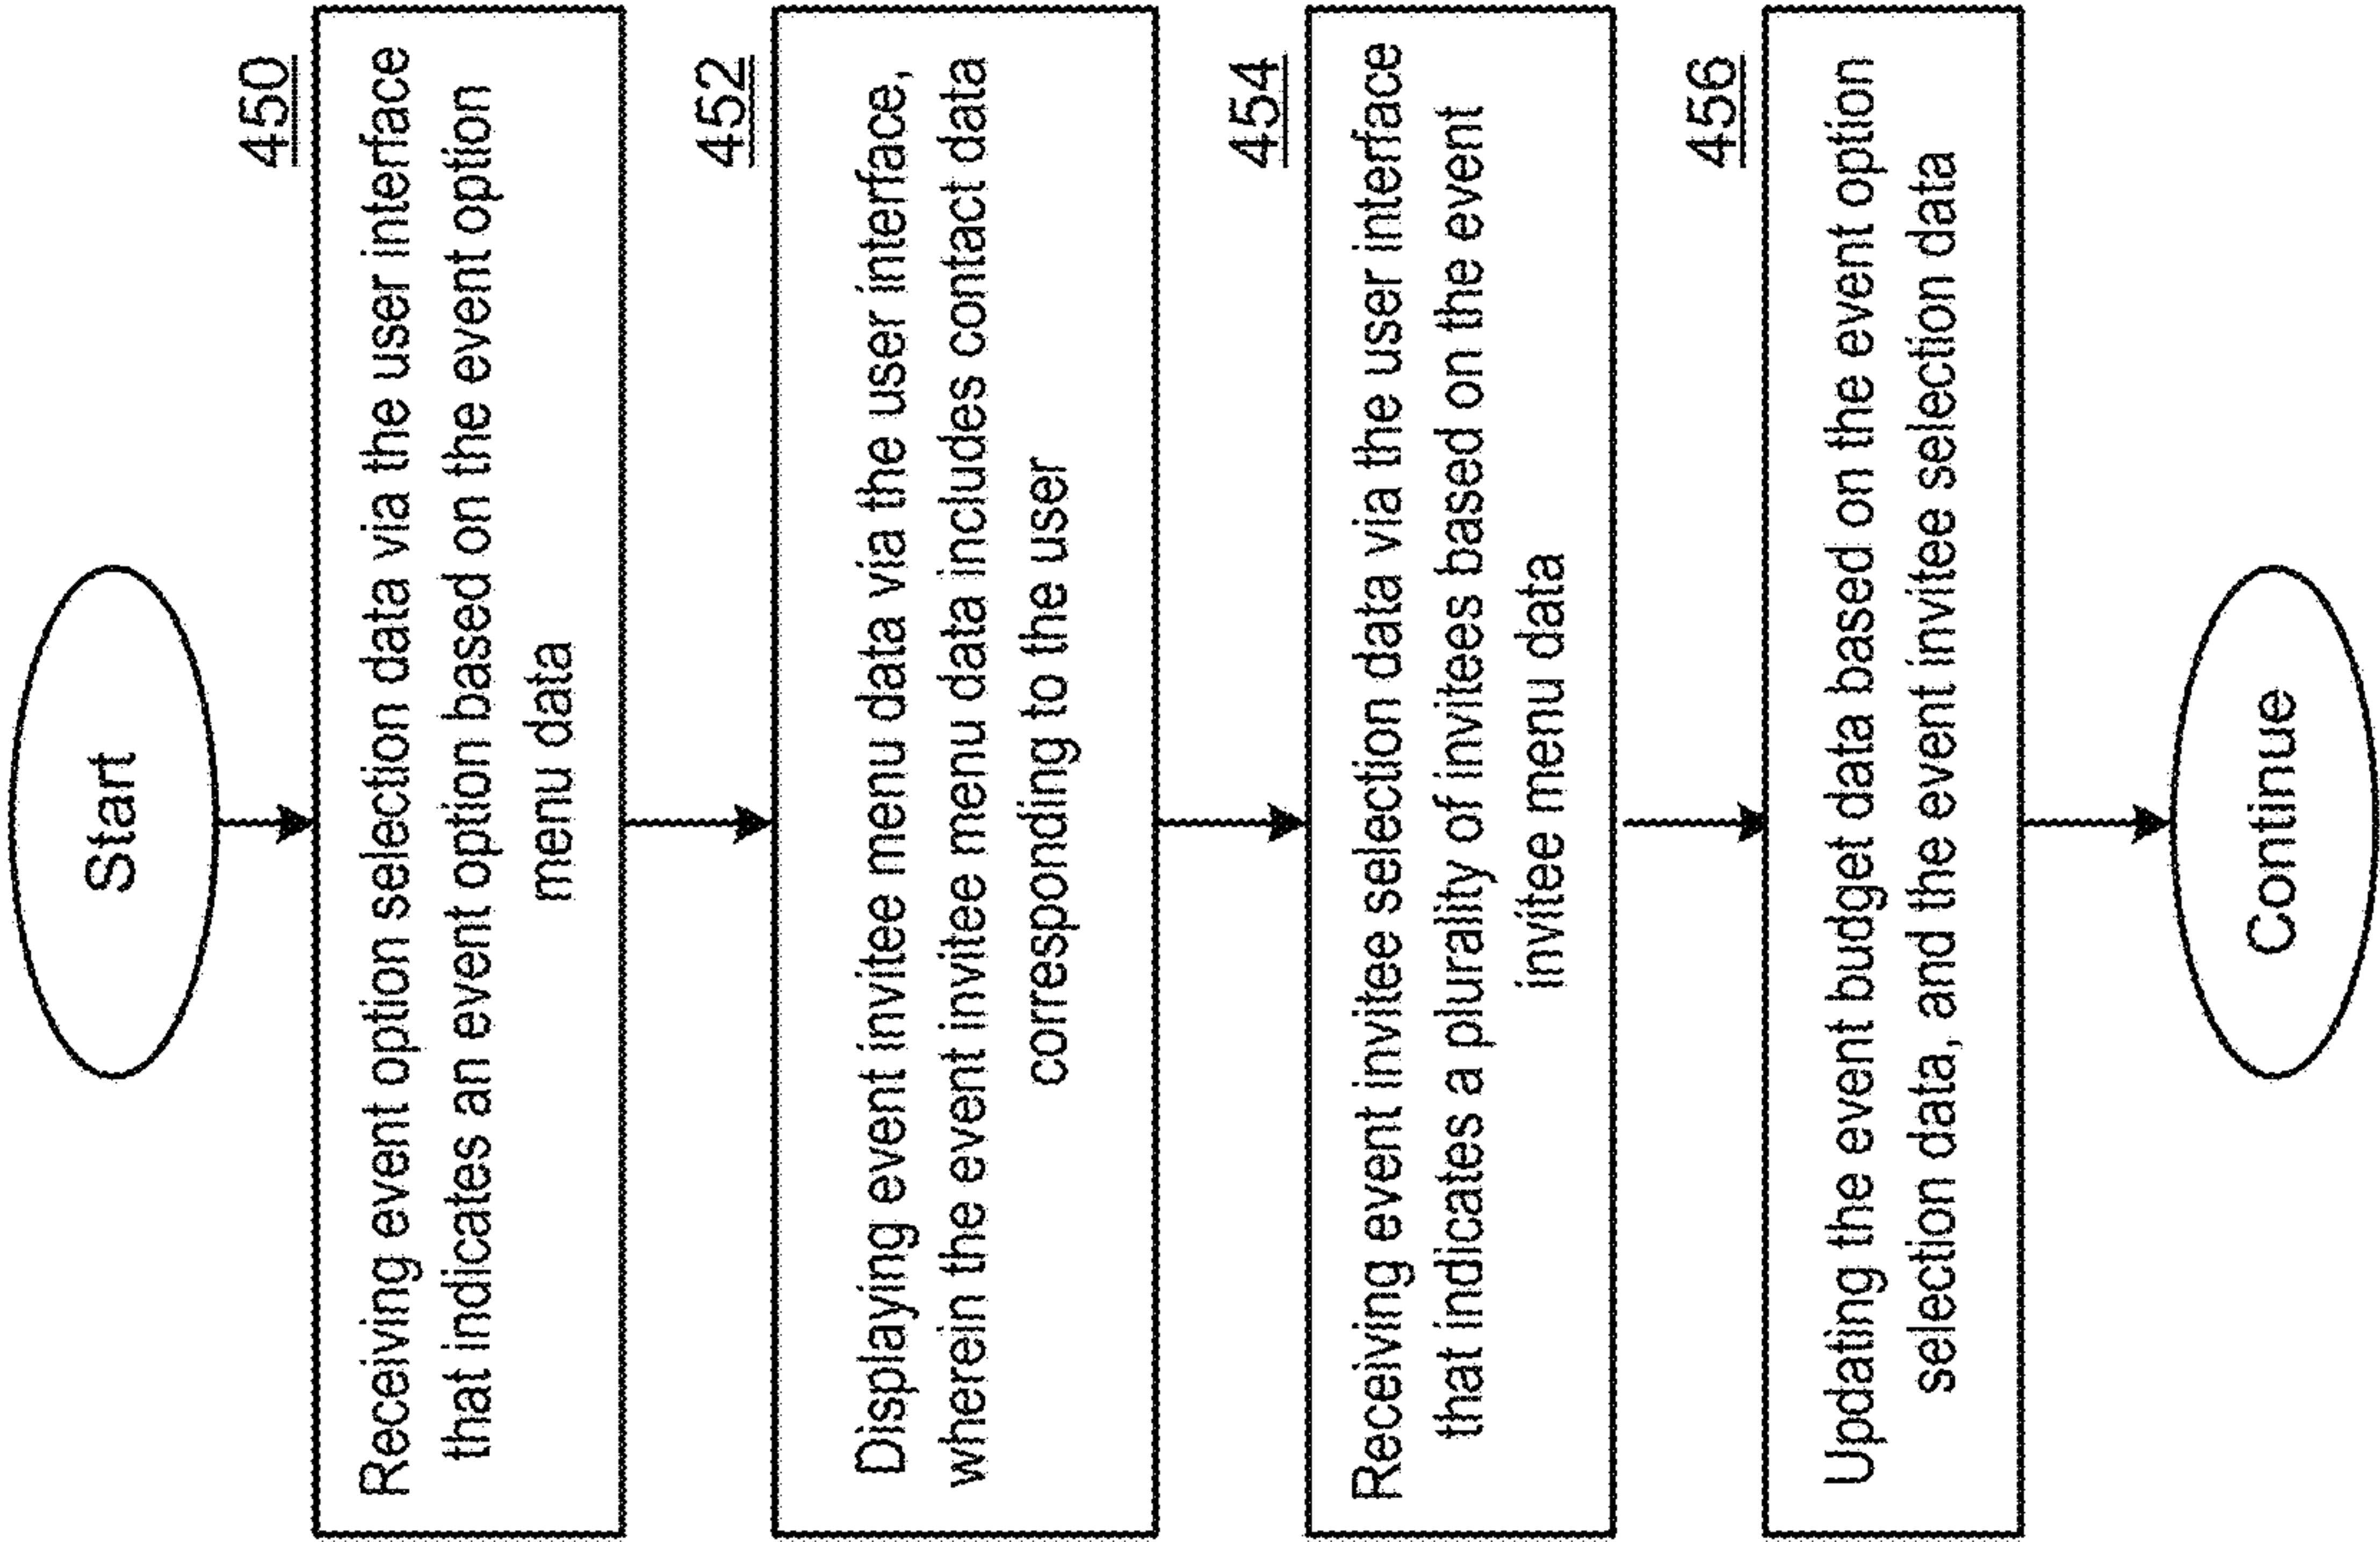 Start
450
Receiving event option selection data via the user interface
that indicates an event option based on the event option
menu data
452
Displaying event invitee menu data via the user interface,
wherein the event invitee menu data includes contact data
corresponding to the user
454
Receiving event invitee selection data via the user interface
that indicates a plurality of invitees based on the event
invitee menu data
456
Updating the event budget data based on the event option
selection data, and the event invitee selection data
Continue